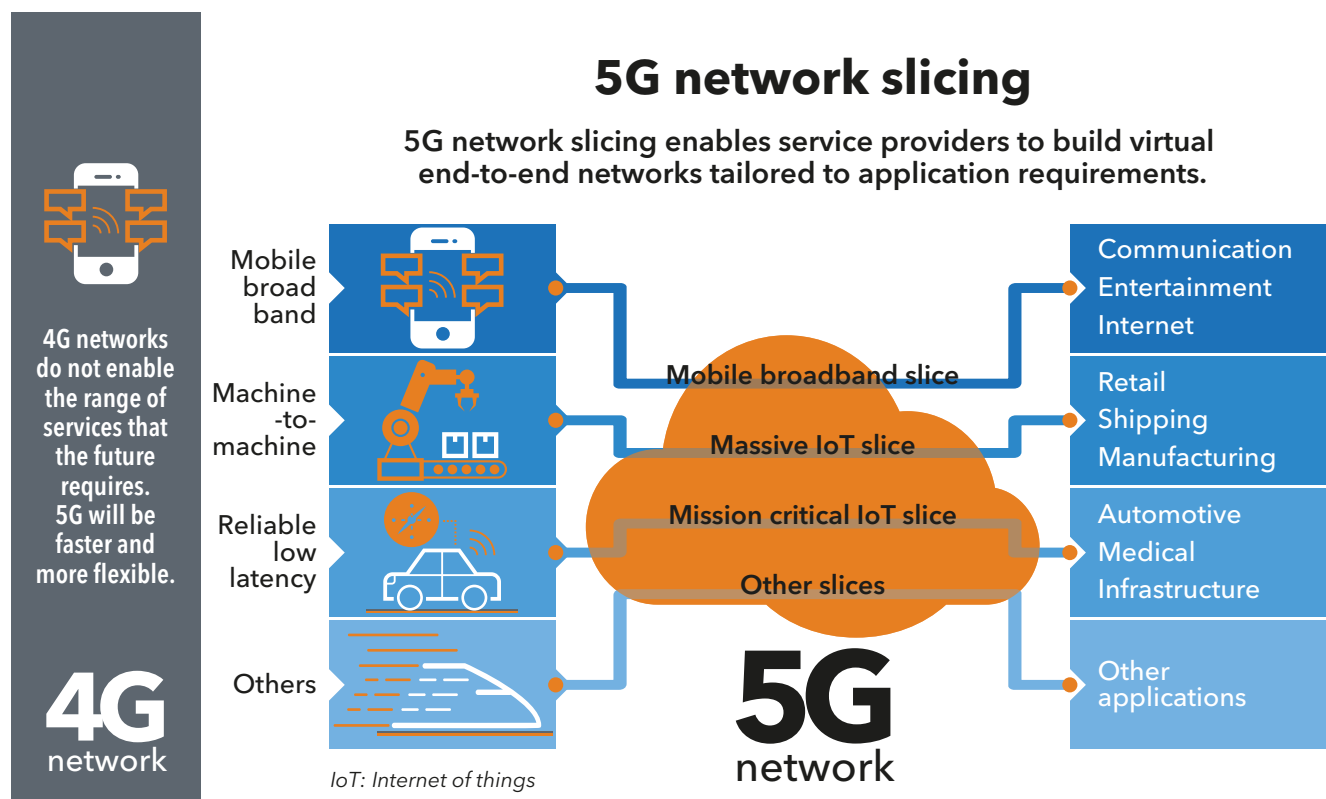 5G network slicing
5G network slicing enables service providers to build virtual
end-to-end networks tailored to application requirements.
4G networks
do not enable
the range of
services that
the future
requires.
5G will be
faster and
more flexible.
4G
network
Mobile
broad
band
Machine
-to-
machine
Reliable
low
latency
Others
Mobile broadband slice
Massive IoT slice
Mission critical IoT slice
Other slices
5G
network
Communication
Entertainment
Internet
Retail
Shipping
Manufacturing
Automotive
Medical
Infrastructure
Other
applications
IoT: Internet of things